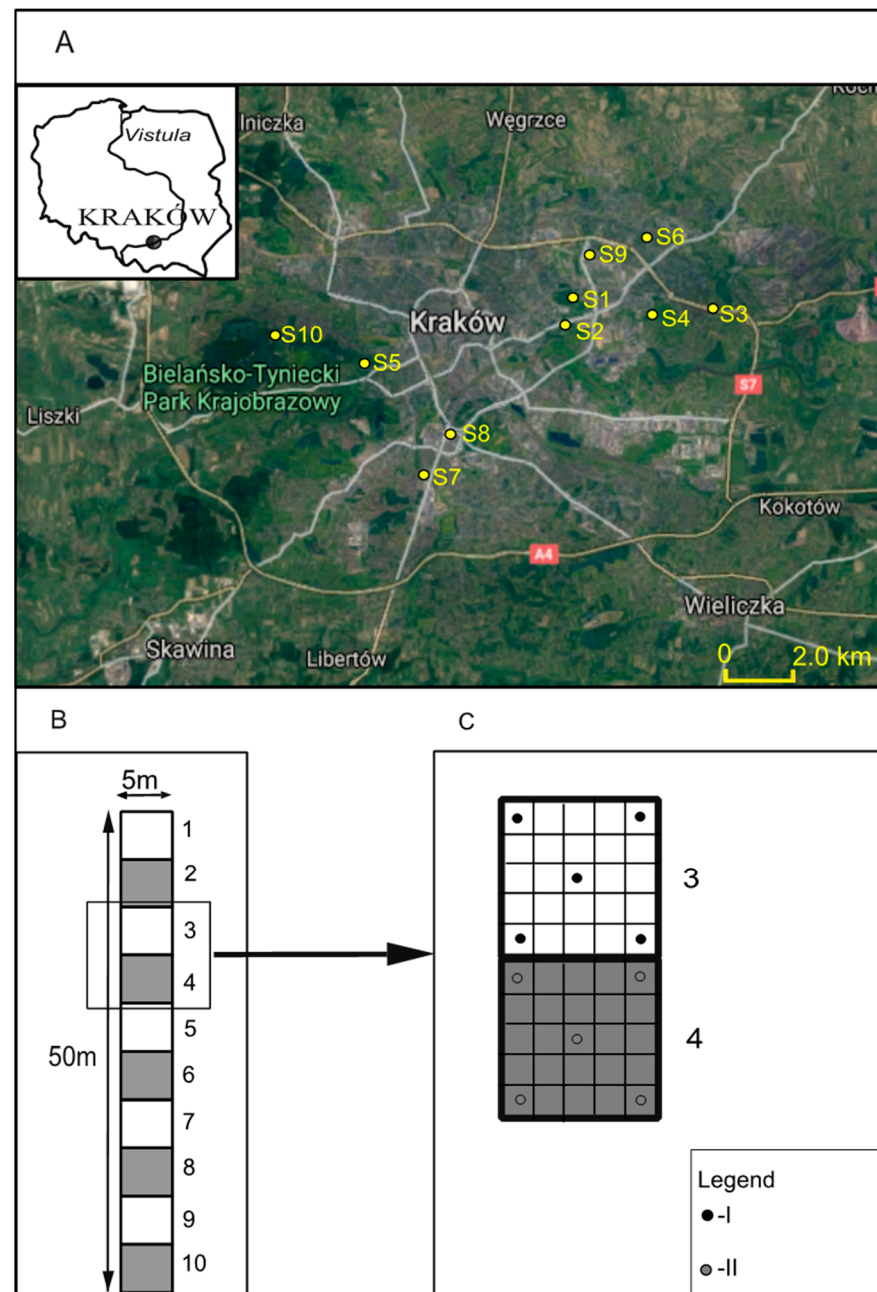 A
Vistula
KRAKÓW
lniczka
Węgrzce
S6
S9
S1
Kraków
S2
S4
S3
S10
S5
Bielańsko-Tyniecki
Park Krajobrazowy
S7
Liszki
S8
S7
Kokotów
A4
Wieliczka
Skawina
Libertów
0 2.0 km
B
C
5m
1
2
3
4
5
6
7
8
9
10
50m
3
4
Legend
-I
-II